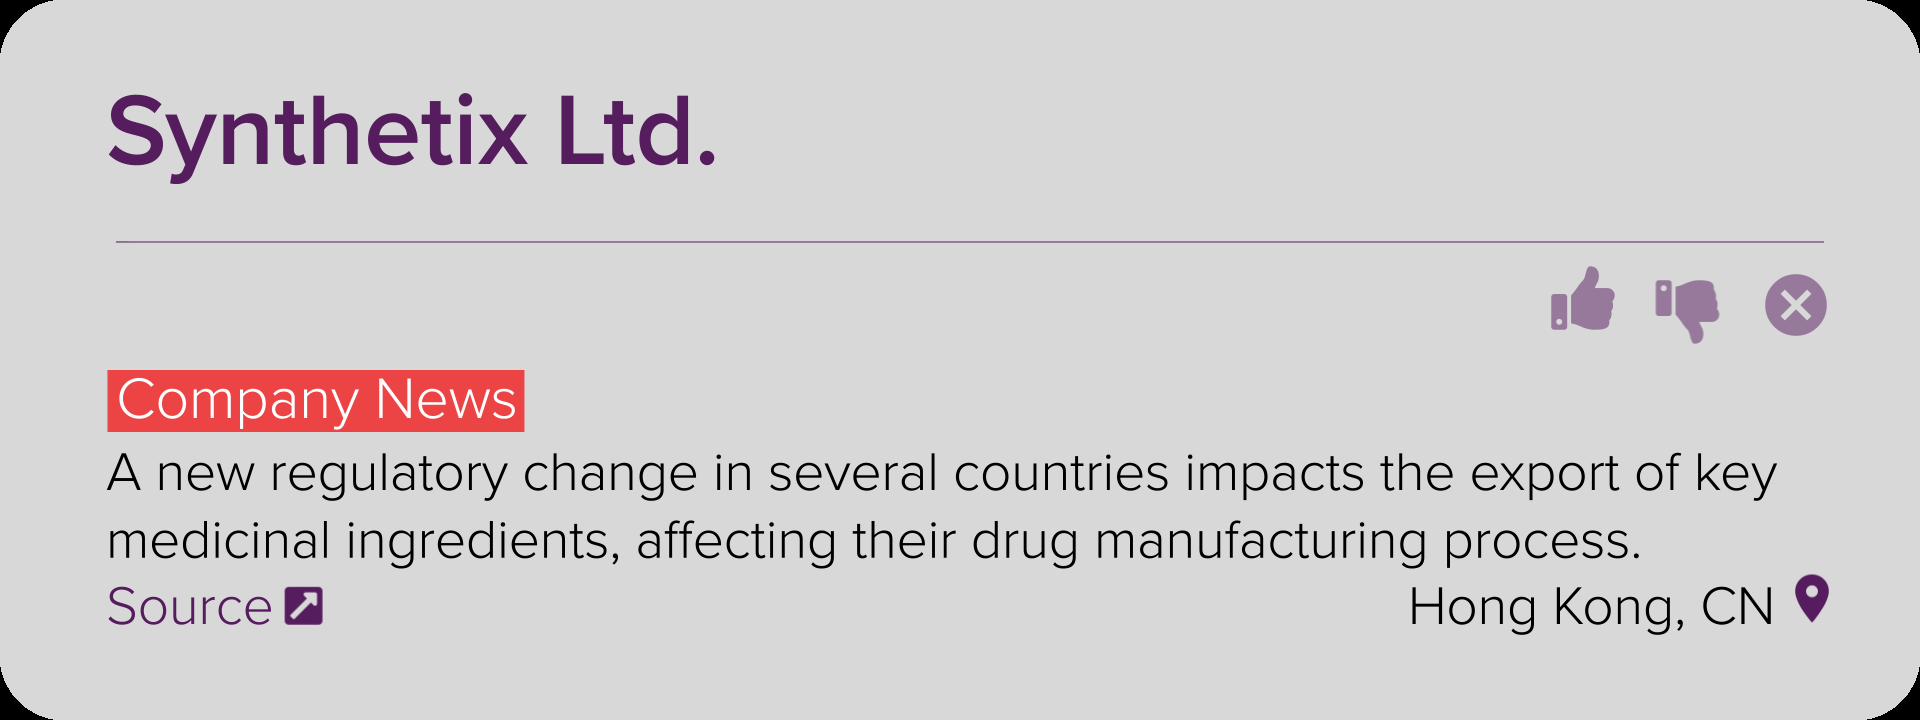 Synthetix Ltd.
Company News
A new regulatory change in several countries impacts the export of key
medicinal ingredients, affecting their drug manufacturing process.
Source
Hong Kong, CN